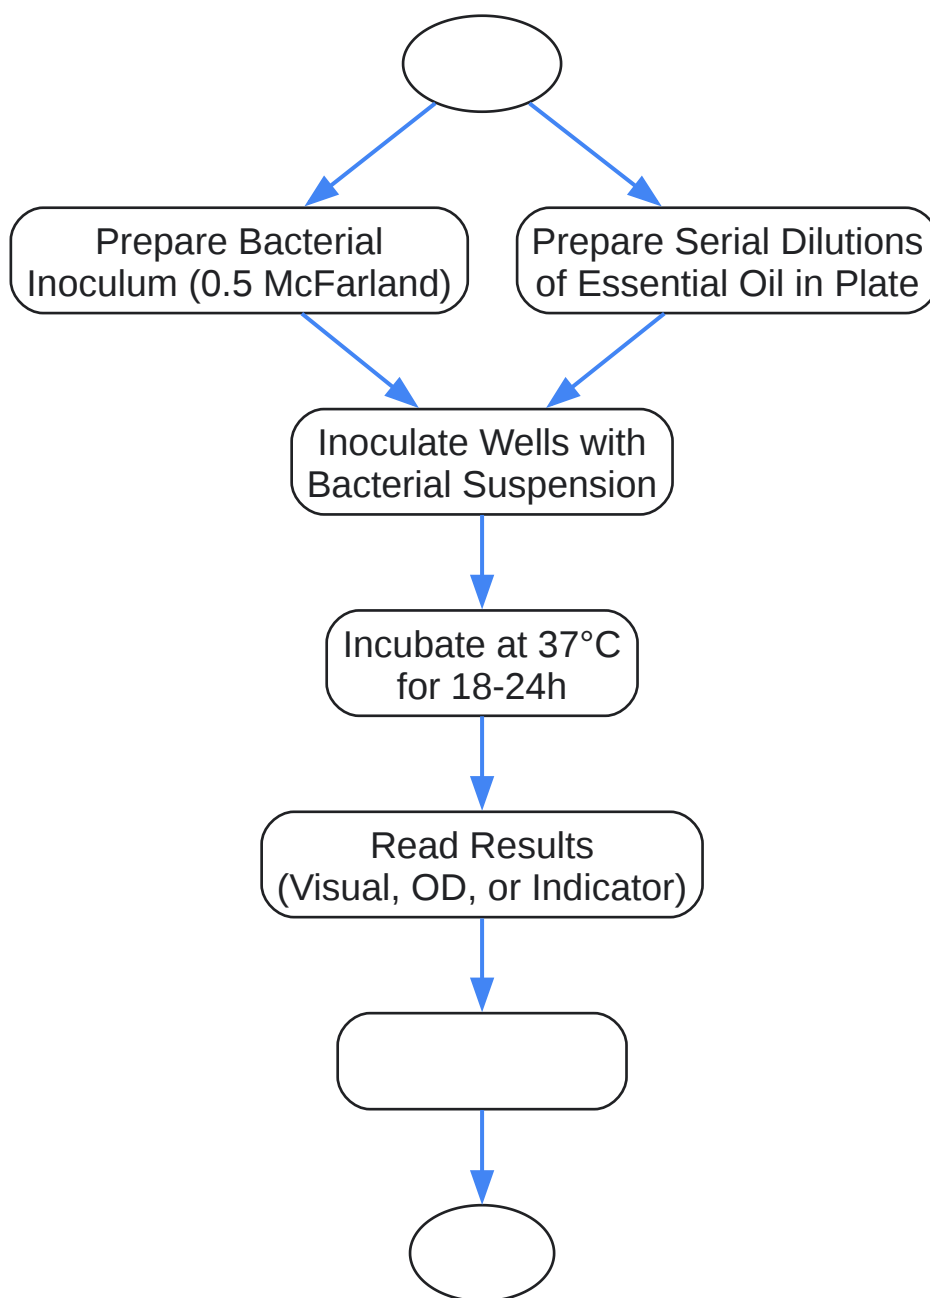 Prepare Bacterial
Inoculum (0.5 McFarland)
Prepare Serial Dilutions
of Essential Oil in Plate
Inoculate Wells with
Bacterial Suspension
Incubate at 37°C
for 18-24h
Read Results
(Visual, OD, or Indicator)